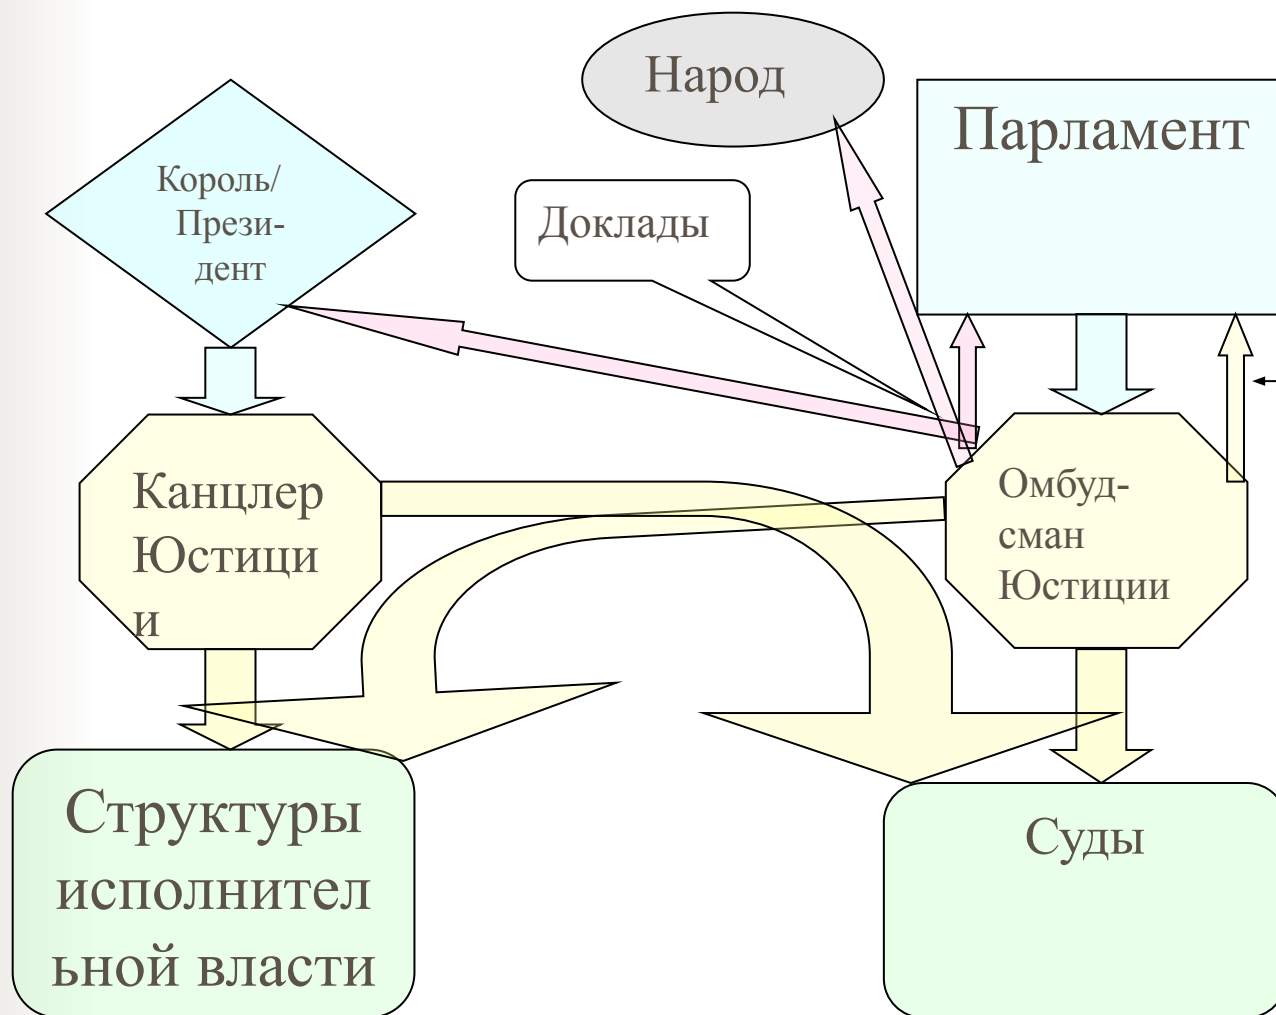 Народ
Парламент
Король/
Прези-
дент
Доклады
Канцлер
Юстици
и
Омбуд-
сман
Юстиции
Структуры
исполнител
ьной власти
Суды